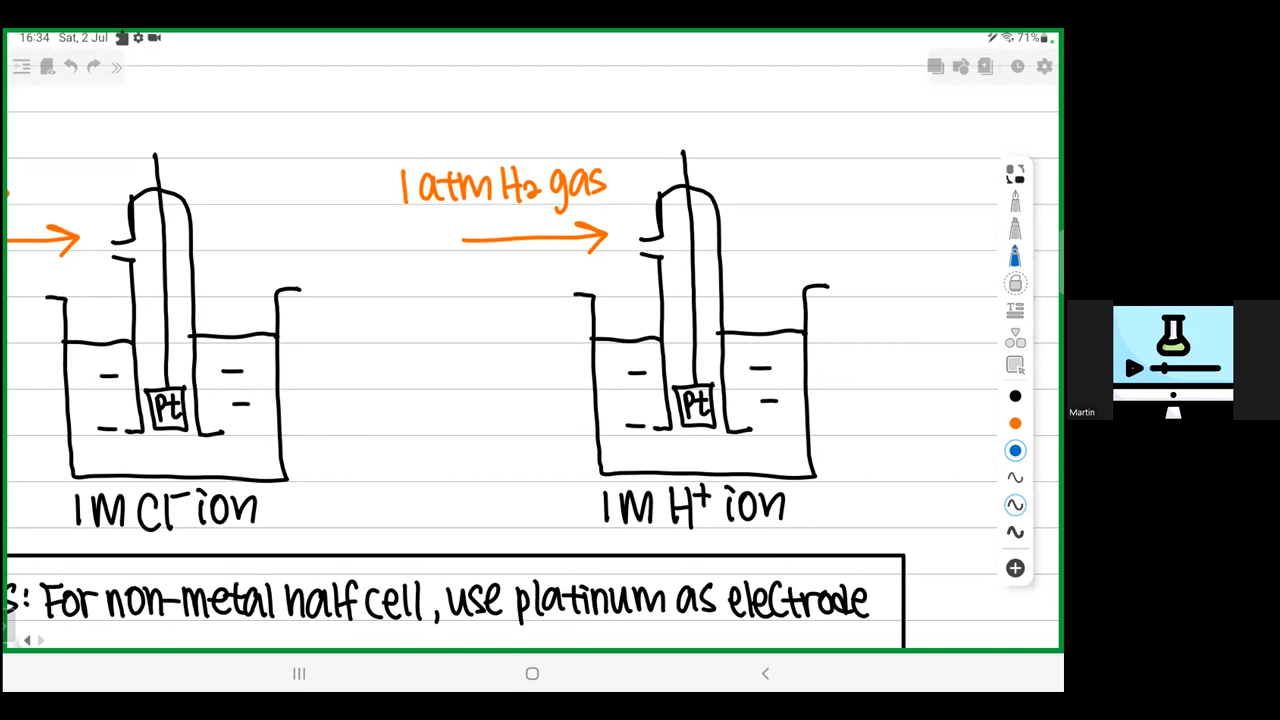 16:34 Sat, 2 Jul
71%
1 atm H₂ gas
Pt
Pt
1 M Cl⁻ ion
1 M H⁺ ion
s: For non-metal half cell, use platinum as electrode
Martin